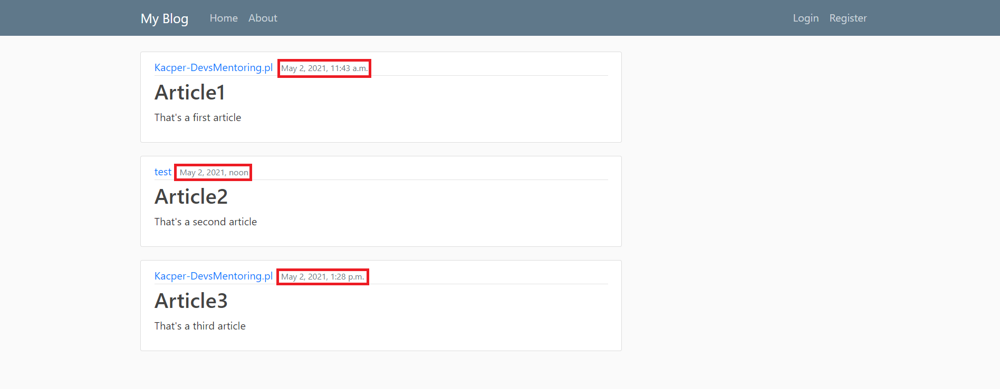 My Blog Home About Login Register
Kacper-DevsMentoring.pl May 2, 2021, 11:43 a.m.
Article1
That's a first article
test May 2, 2021, noon
Article2
That's a second article
Kacper-DevsMentoring.pl May 2, 2021, 1:28 p.m.
Article3
That's a third article